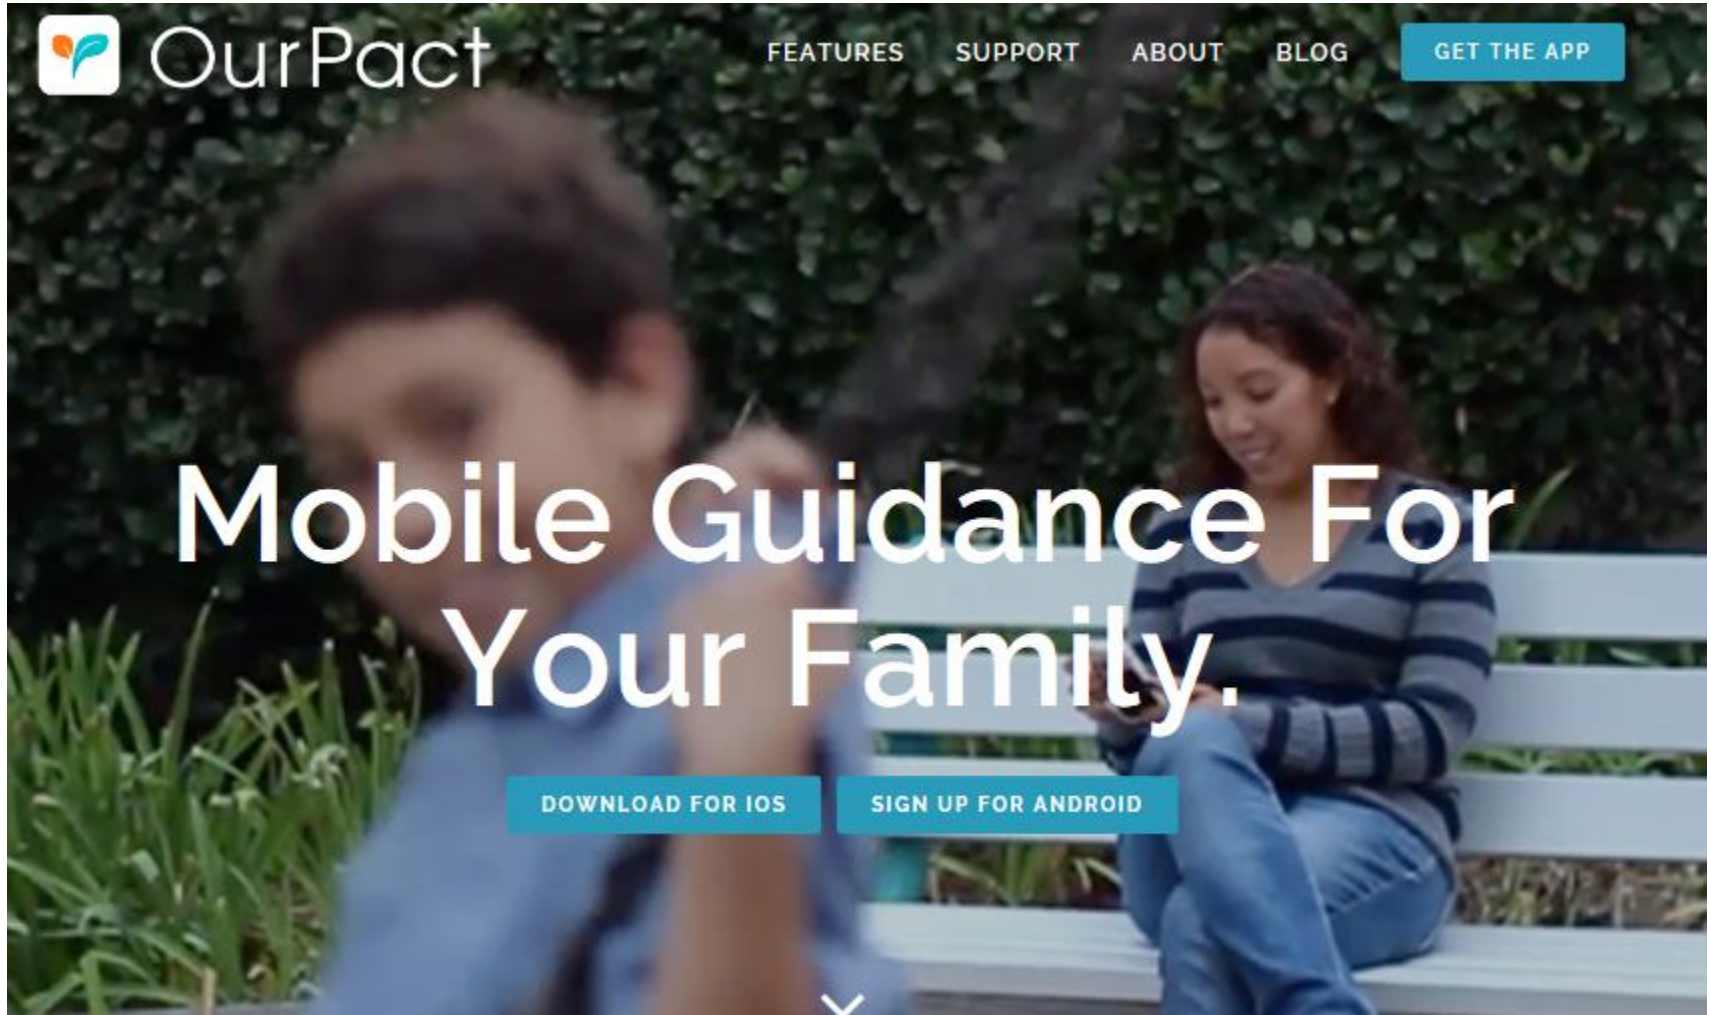 OurPact
FEATURES SUPPORT ABOUT BLOG GET THE APP
Mobile Guidance For
Your Family.
DOWNLOAD FOR IOS SIGN UP FOR ANDROID